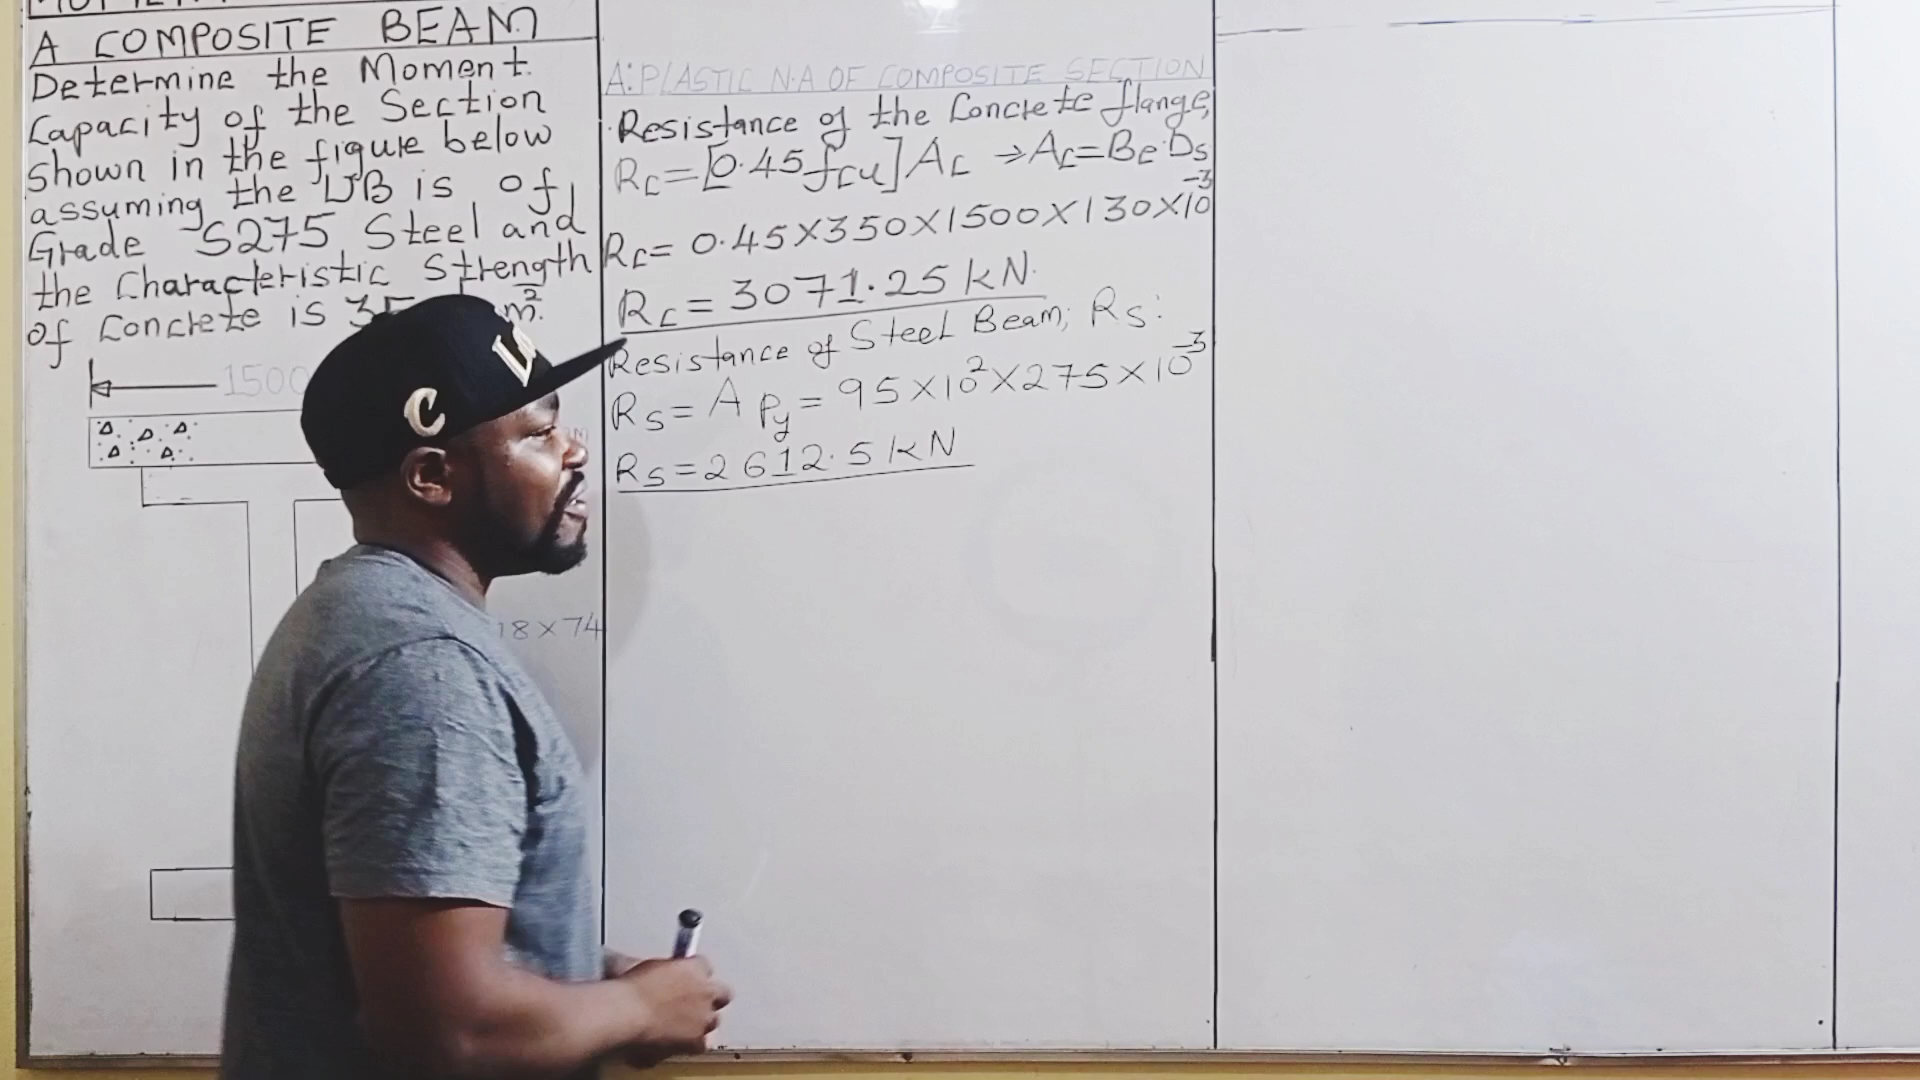 A COMPOSITE BEAM
Determine the Moment
Capacity of the Section
shown in the figure below
assuming the UB is of
Grade S275 Steel and
the Characteristic Strength
of Concrete is
1500
18×74
A: PLASTIC N.A OF COMPOSITE SECTION
Resistance of the Concrete flange,
Rc=[0.45fcu]Ac →Ac=Be.Ds
Rc= 0.45×350×1500×130×10⁻³
Rc = 3071.25 kN.
Resistance of Steel Beam; Rs:
Rs= A Py = 95×10²×275×10⁻³
Rs=2612.5 kN
C